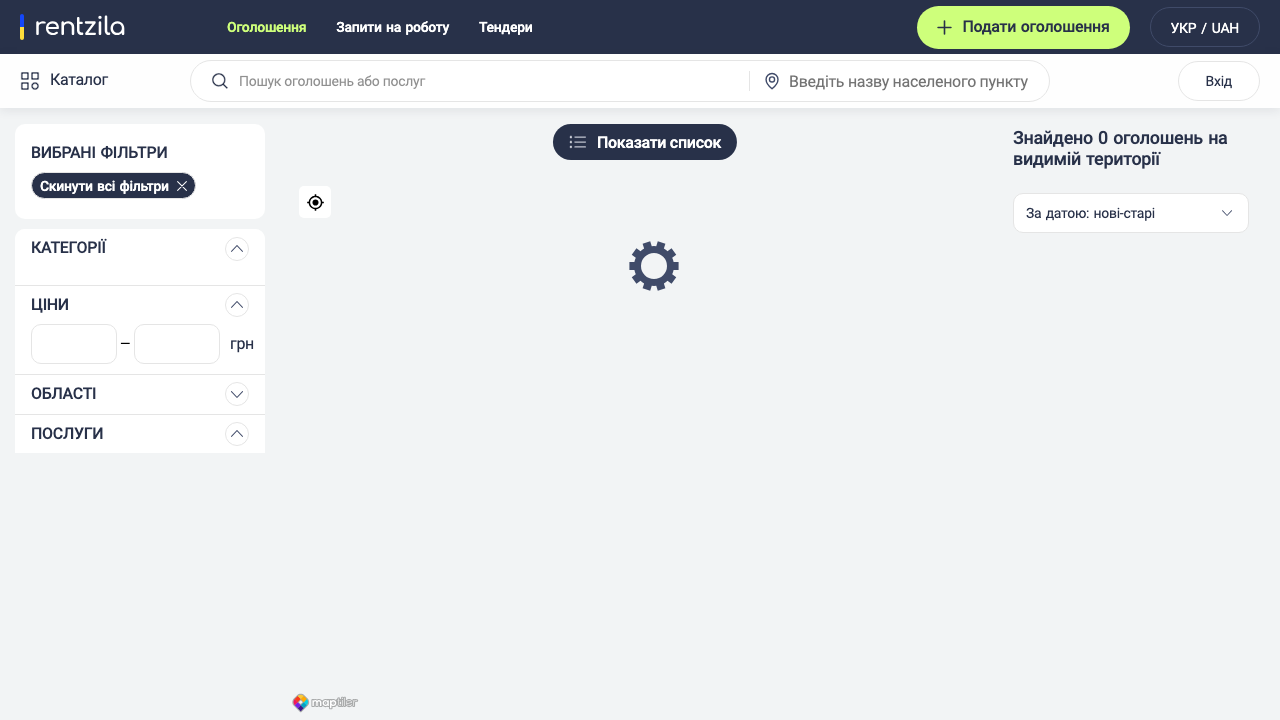 rentzila
Оголошення
Запити на роботу
Тендери
Подати оголошення
УКР / UAH
Каталог
Пошук оголошень або послуг
Введіть назву населеного пункту
Вхід
ВИБРАНІ ФІЛЬТРИ
Скинути всі фільтри
КАТЕГОРІЇ
ЦІНИ
–
грн
ОБЛАСТІ
ПОСЛУГИ
Показати список
Знайдено 0 оголошень на
видимій території
За датою: нові-старі
maptiler